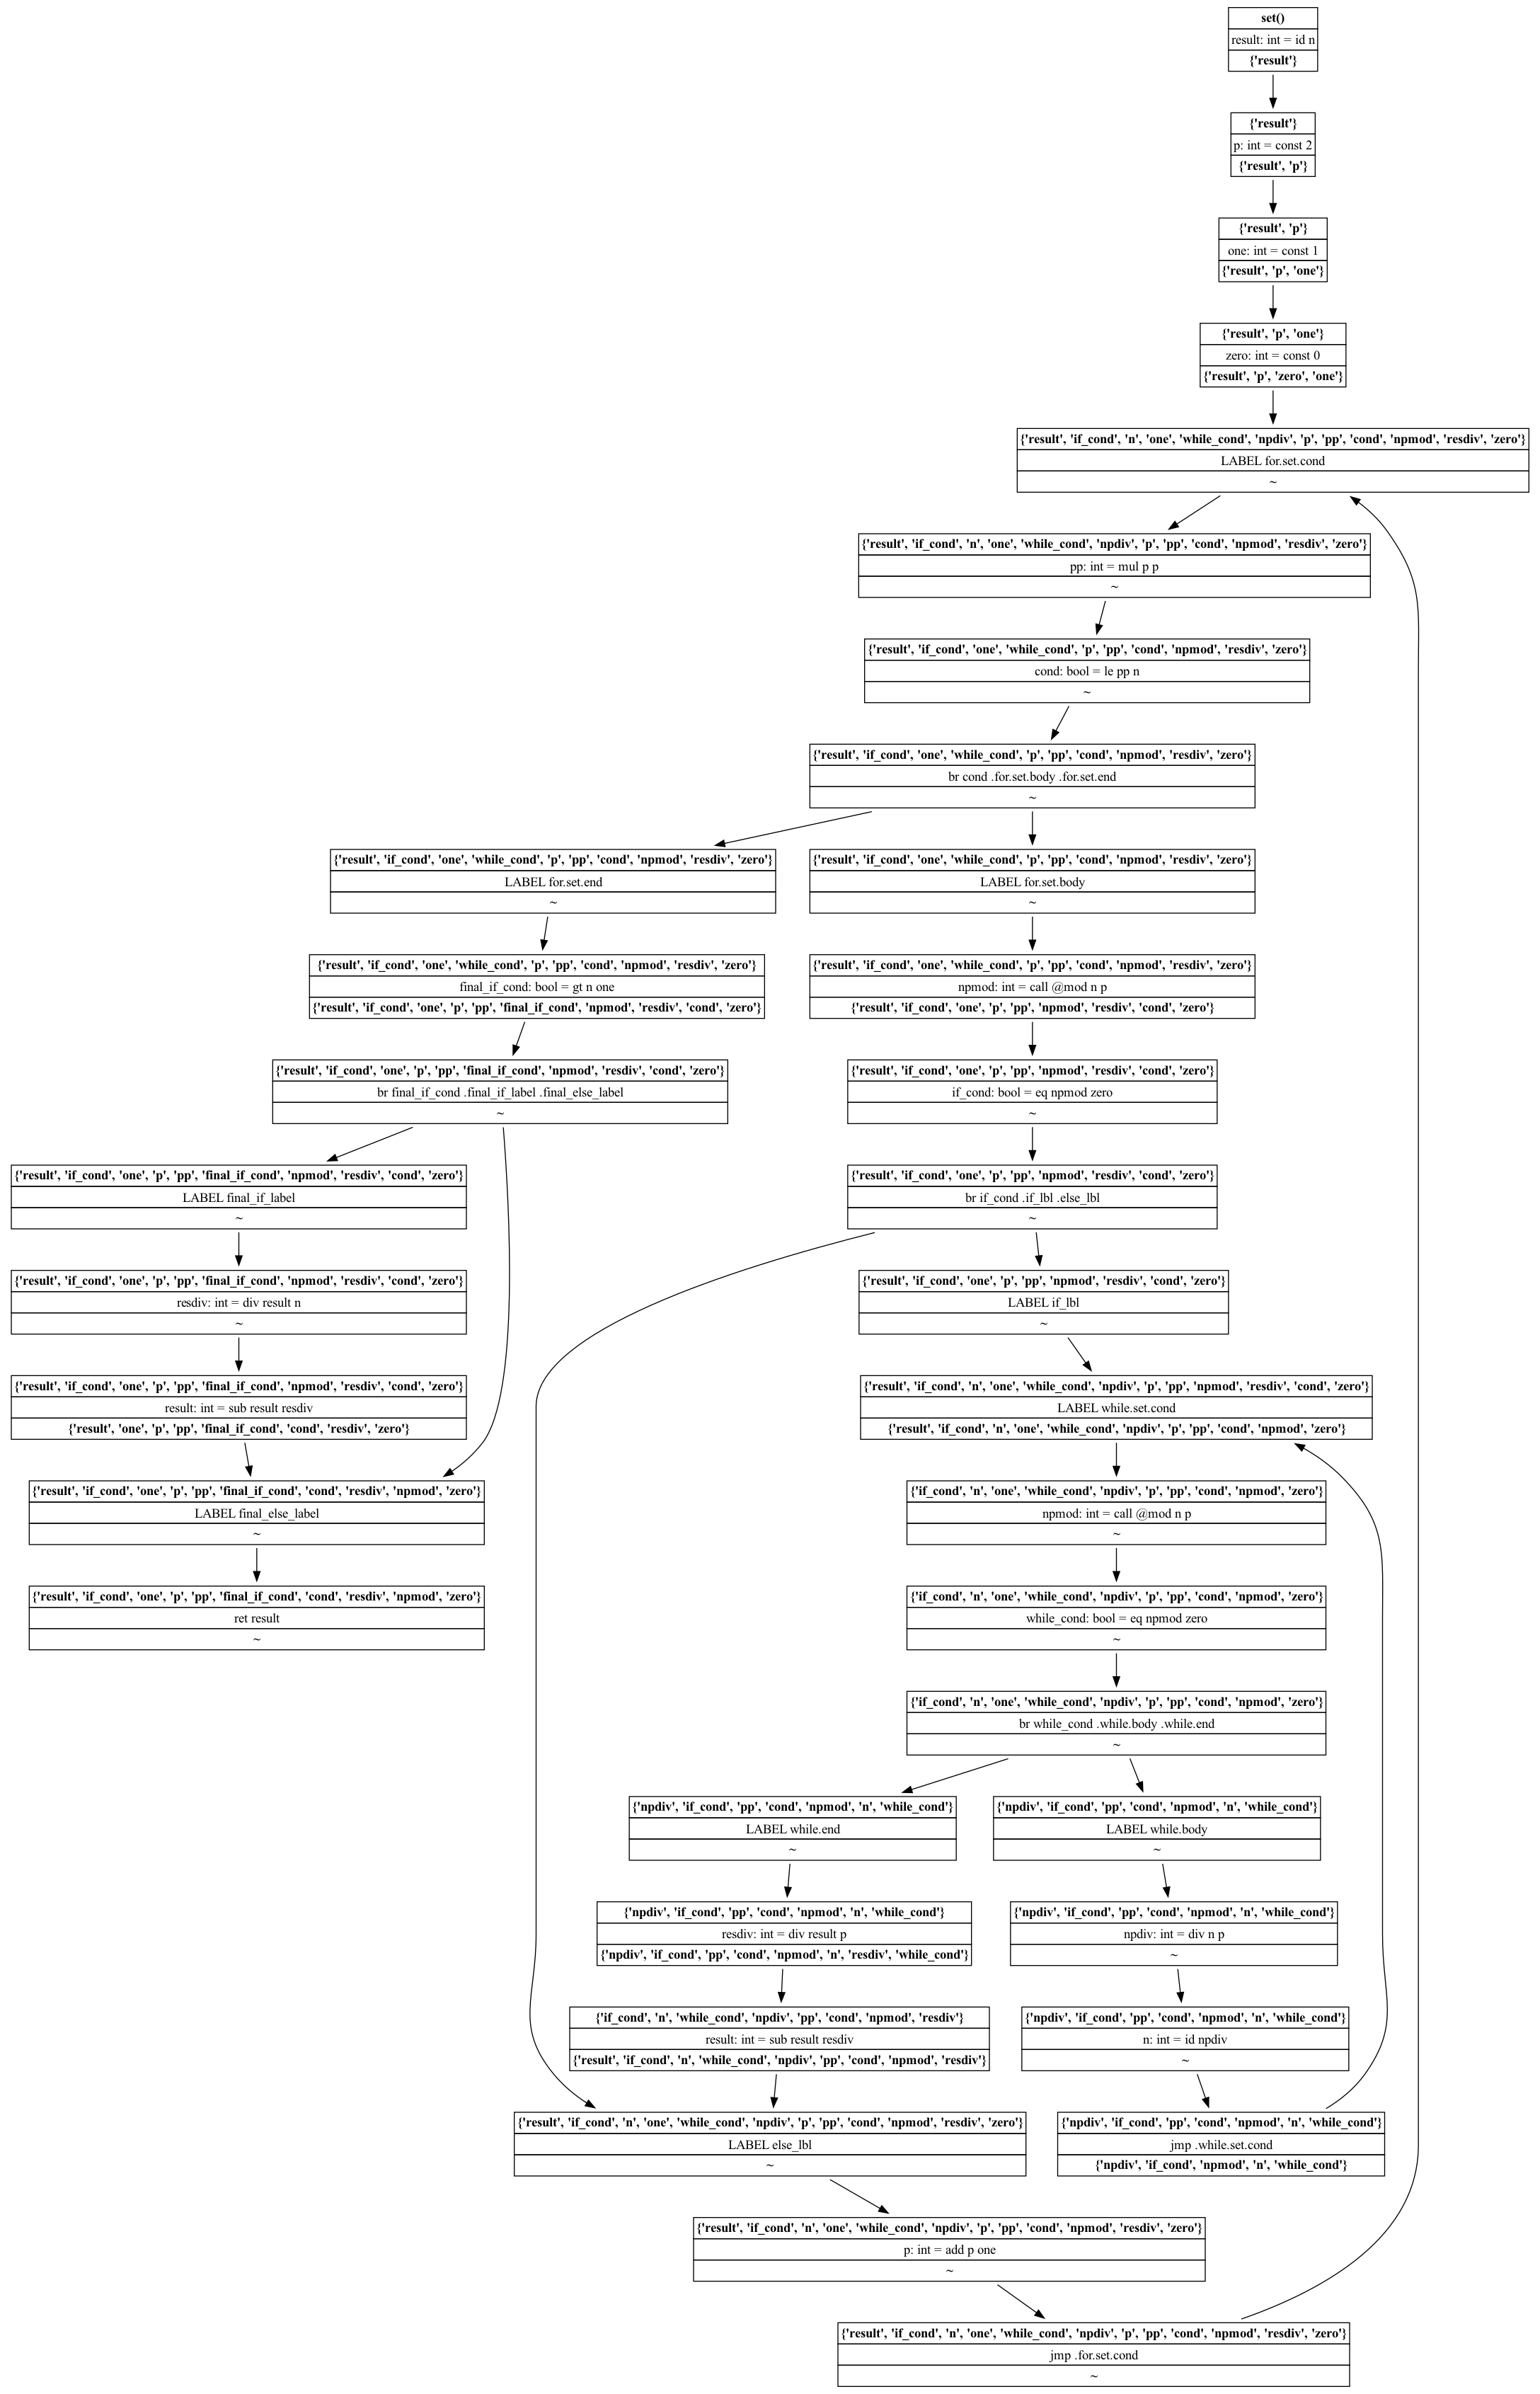 set()
result: int = id n
{'result'}
{'result'}
p: int = const 2
{'result', 'p'}
{'result', 'p'}
one: int = const 1
{'result', 'p', 'one'}
{'result', 'p', 'one'}
zero: int = const 0
{'result', 'p', 'zero', 'one'}
{'result', 'if_cond', 'n', 'one', 'while_cond', 'npdiv', 'p', 'pp', 'cond', 'npmod', 'resdiv', 'zero'}
LABEL for.set.cond
~
{'result', 'if_cond', 'n', 'one', 'while_cond', 'npdiv', 'p', 'pp', 'cond', 'npmod', 'resdiv', 'zero'}
pp: int = mul p p
~
{'result', 'if_cond', 'one', 'while_cond', 'p', 'pp', 'cond', 'npmod', 'resdiv', 'zero'}
cond: bool = le pp n
~
{'result', 'if_cond', 'one', 'while_cond', 'p', 'pp', 'cond', 'npmod', 'resdiv', 'zero'}
br cond .for.set.body .for.set.end
~
{'result', 'if_cond', 'one', 'while_cond', 'p', 'pp', 'cond', 'npmod', 'resdiv', 'zero'}
LABEL for.set.end
~
{'result', 'if_cond', 'one', 'while_cond', 'p', 'pp', 'cond', 'npmod', 'resdiv', 'zero'}
LABEL for.set.body
~
{'result', 'if_cond', 'one', 'while_cond', 'p', 'pp', 'cond', 'npmod', 'resdiv', 'zero'}
final_if_cond: bool = gt n one
{'result', 'if_cond', 'one', 'p', 'pp', 'final_if_cond', 'npmod', 'resdiv', 'cond', 'zero'}
{'result', 'if_cond', 'one', 'while_cond', 'p', 'pp', 'cond', 'npmod', 'resdiv', 'zero'}
npmod: int = call @mod n p
{'result', 'if_cond', 'one', 'p', 'pp', 'npmod', 'resdiv', 'cond', 'zero'}
{'result', 'if_cond', 'one', 'p', 'pp', 'final_if_cond', 'npmod', 'resdiv', 'cond', 'zero'}
br final_if_cond .final_if_label .final_else_label
~
{'result', 'if_cond', 'one', 'p', 'pp', 'npmod', 'resdiv', 'cond', 'zero'}
if_cond: bool = eq npmod zero
~
{'result', 'if_cond', 'one', 'p', 'pp', 'final_if_cond', 'npmod', 'resdiv', 'cond', 'zero'}
LABEL final_if_label
~
{'result', 'if_cond', 'one', 'p', 'pp', 'npmod', 'resdiv', 'cond', 'zero'}
br if_cond .if_lbl .else_lbl
~
{'result', 'if_cond', 'one', 'p', 'pp', 'final_if_cond', 'npmod', 'resdiv', 'cond', 'zero'}
resdiv: int = div result n
~
{'result', 'if_cond', 'one', 'p', 'pp', 'npmod', 'resdiv', 'cond', 'zero'}
LABEL if_lbl
~
{'result', 'if_cond', 'one', 'p', 'pp', 'final_if_cond', 'npmod', 'resdiv', 'cond', 'zero'}
result: int = sub result resdiv
{'result', 'one', 'p', 'pp', 'final_if_cond', 'cond', 'resdiv', 'zero'}
{'result', 'if_cond', 'n', 'one', 'while_cond', 'npdiv', 'p', 'pp', 'npmod', 'resdiv', 'cond', 'zero'}
LABEL while.set.cond
{'result', 'if_cond', 'n', 'one', 'while_cond', 'npdiv', 'p', 'pp', 'cond', 'npmod', 'zero'}
{'result', 'if_cond', 'one', 'p', 'pp', 'final_if_cond', 'cond', 'resdiv', 'npmod', 'zero'}
LABEL final_else_label
~
{'if_cond', 'n', 'one', 'while_cond', 'npdiv', 'p', 'pp', 'cond', 'npmod', 'zero'}
npmod: int = call @mod n p
~
{'result', 'if_cond', 'one', 'p', 'pp', 'final_if_cond', 'cond', 'resdiv', 'npmod', 'zero'}
ret result
~
{'if_cond', 'n', 'one', 'while_cond', 'npdiv', 'p', 'pp', 'cond', 'npmod', 'zero'}
while_cond: bool = eq npmod zero
~
{'if_cond', 'n', 'one', 'while_cond', 'npdiv', 'p', 'pp', 'cond', 'npmod', 'zero'}
br while_cond .while.body .while.end
~
{'npdiv', 'if_cond', 'pp', 'cond', 'npmod', 'n', 'while_cond'}
LABEL while.end
~
{'npdiv', 'if_cond', 'pp', 'cond', 'npmod', 'n', 'while_cond'}
LABEL while.body
~
{'npdiv', 'if_cond', 'pp', 'cond', 'npmod', 'n', 'while_cond'}
resdiv: int = div result p
{'npdiv', 'if_cond', 'pp', 'cond', 'npmod', 'n', 'resdiv', 'while_cond'}
{'npdiv', 'if_cond', 'pp', 'cond', 'npmod', 'n', 'while_cond'}
npdiv: int = div n p
~
{'if_cond', 'n', 'while_cond', 'npdiv', 'pp', 'cond', 'npmod', 'resdiv'}
result: int = sub result resdiv
{'result', 'if_cond', 'n', 'while_cond', 'npdiv', 'pp', 'cond', 'npmod', 'resdiv'}
{'npdiv', 'if_cond', 'pp', 'cond', 'npmod', 'n', 'while_cond'}
n: int = id npdiv
~
{'result', 'if_cond', 'n', 'one', 'while_cond', 'npdiv', 'p', 'pp', 'cond', 'npmod', 'resdiv', 'zero'}
LABEL else_lbl
~
{'npdiv', 'if_cond', 'pp', 'cond', 'npmod', 'n', 'while_cond'}
jmp .while.set.cond
{'npdiv', 'if_cond', 'npmod', 'n', 'while_cond'}
{'result', 'if_cond', 'n', 'one', 'while_cond', 'npdiv', 'p', 'pp', 'cond', 'npmod', 'resdiv', 'zero'}
p: int = add p one
~
{'result', 'if_cond', 'n', 'one', 'while_cond', 'npdiv', 'p', 'pp', 'cond', 'npmod', 'resdiv', 'zero'}
jmp .for.set.cond
~